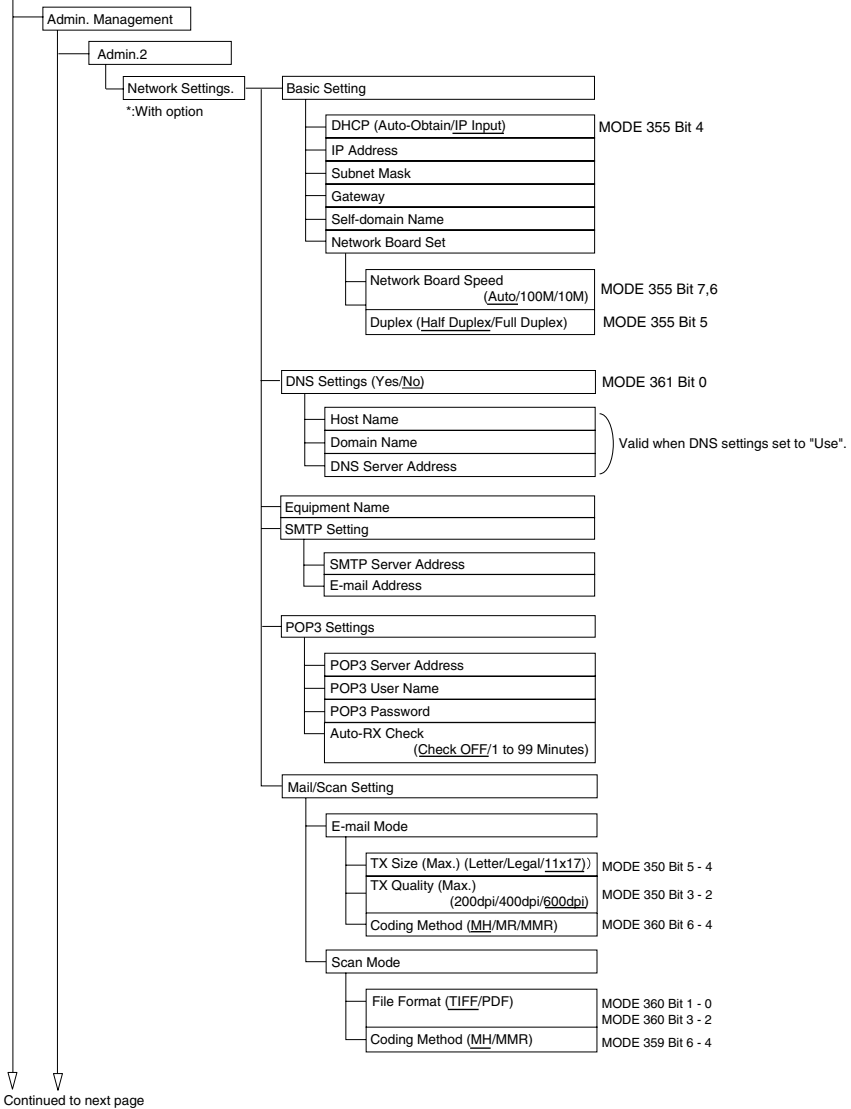 Admin. Management
Admin.2
Network Settings.
*:With option
Basic Setting
DHCP (Auto-Obtain/IP Input)
MODE 355 Bit 4
IP Address
Subnet Mask
Gateway
Self-domain Name
Network Board Set
Network Board Speed
(Auto/100M/10M)
MODE 355 Bit 7,6
Duplex (Half Duplex/Full Duplex)
MODE 355 Bit 5
DNS Settings (Yes/No)
MODE 361 Bit 0
Host Name
Domain Name
DNS Server Address
Valid when DNS settings set to "Use".
Equipment Name
SMTP Setting
SMTP Server Address
E-mail Address
POP3 Settings
POP3 Server Address
POP3 User Name
POP3 Password
Auto-RX Check
(Check OFF/1 to 99 Minutes)
Mail/Scan Setting
E-mail Mode
TX Size (Max.) (Letter/Legal/11x17))
MODE 350 Bit 5 - 4
TX Quality (Max.)
(200dpi/400dpi/600dpi)
MODE 350 Bit 3 - 2
Coding Method (MH/MR/MMR)
MODE 360 Bit 6 - 4
Scan Mode
File Format (TIFF/PDF)
MODE 360 Bit 1 - 0
MODE 360 Bit 3 - 2
Coding Method (MH/MMR)
MODE 359 Bit 6 - 4
Continued to next page